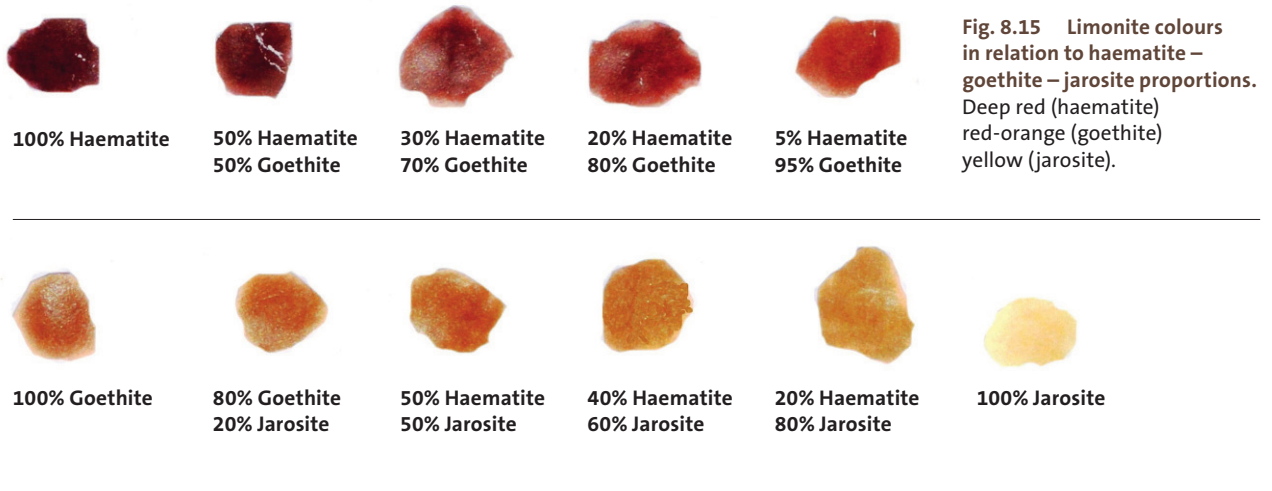 Fig. 8.15 Limonite colours
in relation to haematite –
goethite – jarosite proportions.
Deep red (haematite)
red-orange (goethite)
yellow (jarosite).
100% Haematite
50% Haematite
50% Goethite
30% Haematite
70% Goethite
20% Haematite
80% Goethite
5% Haematite
95% Goethite
100% Goethite
80% Goethite
20% Jarosite
50% Haematite
50% Jarosite
40% Haematite
60% Jarosite
20% Haematite
80% Jarosite
100% Jarosite